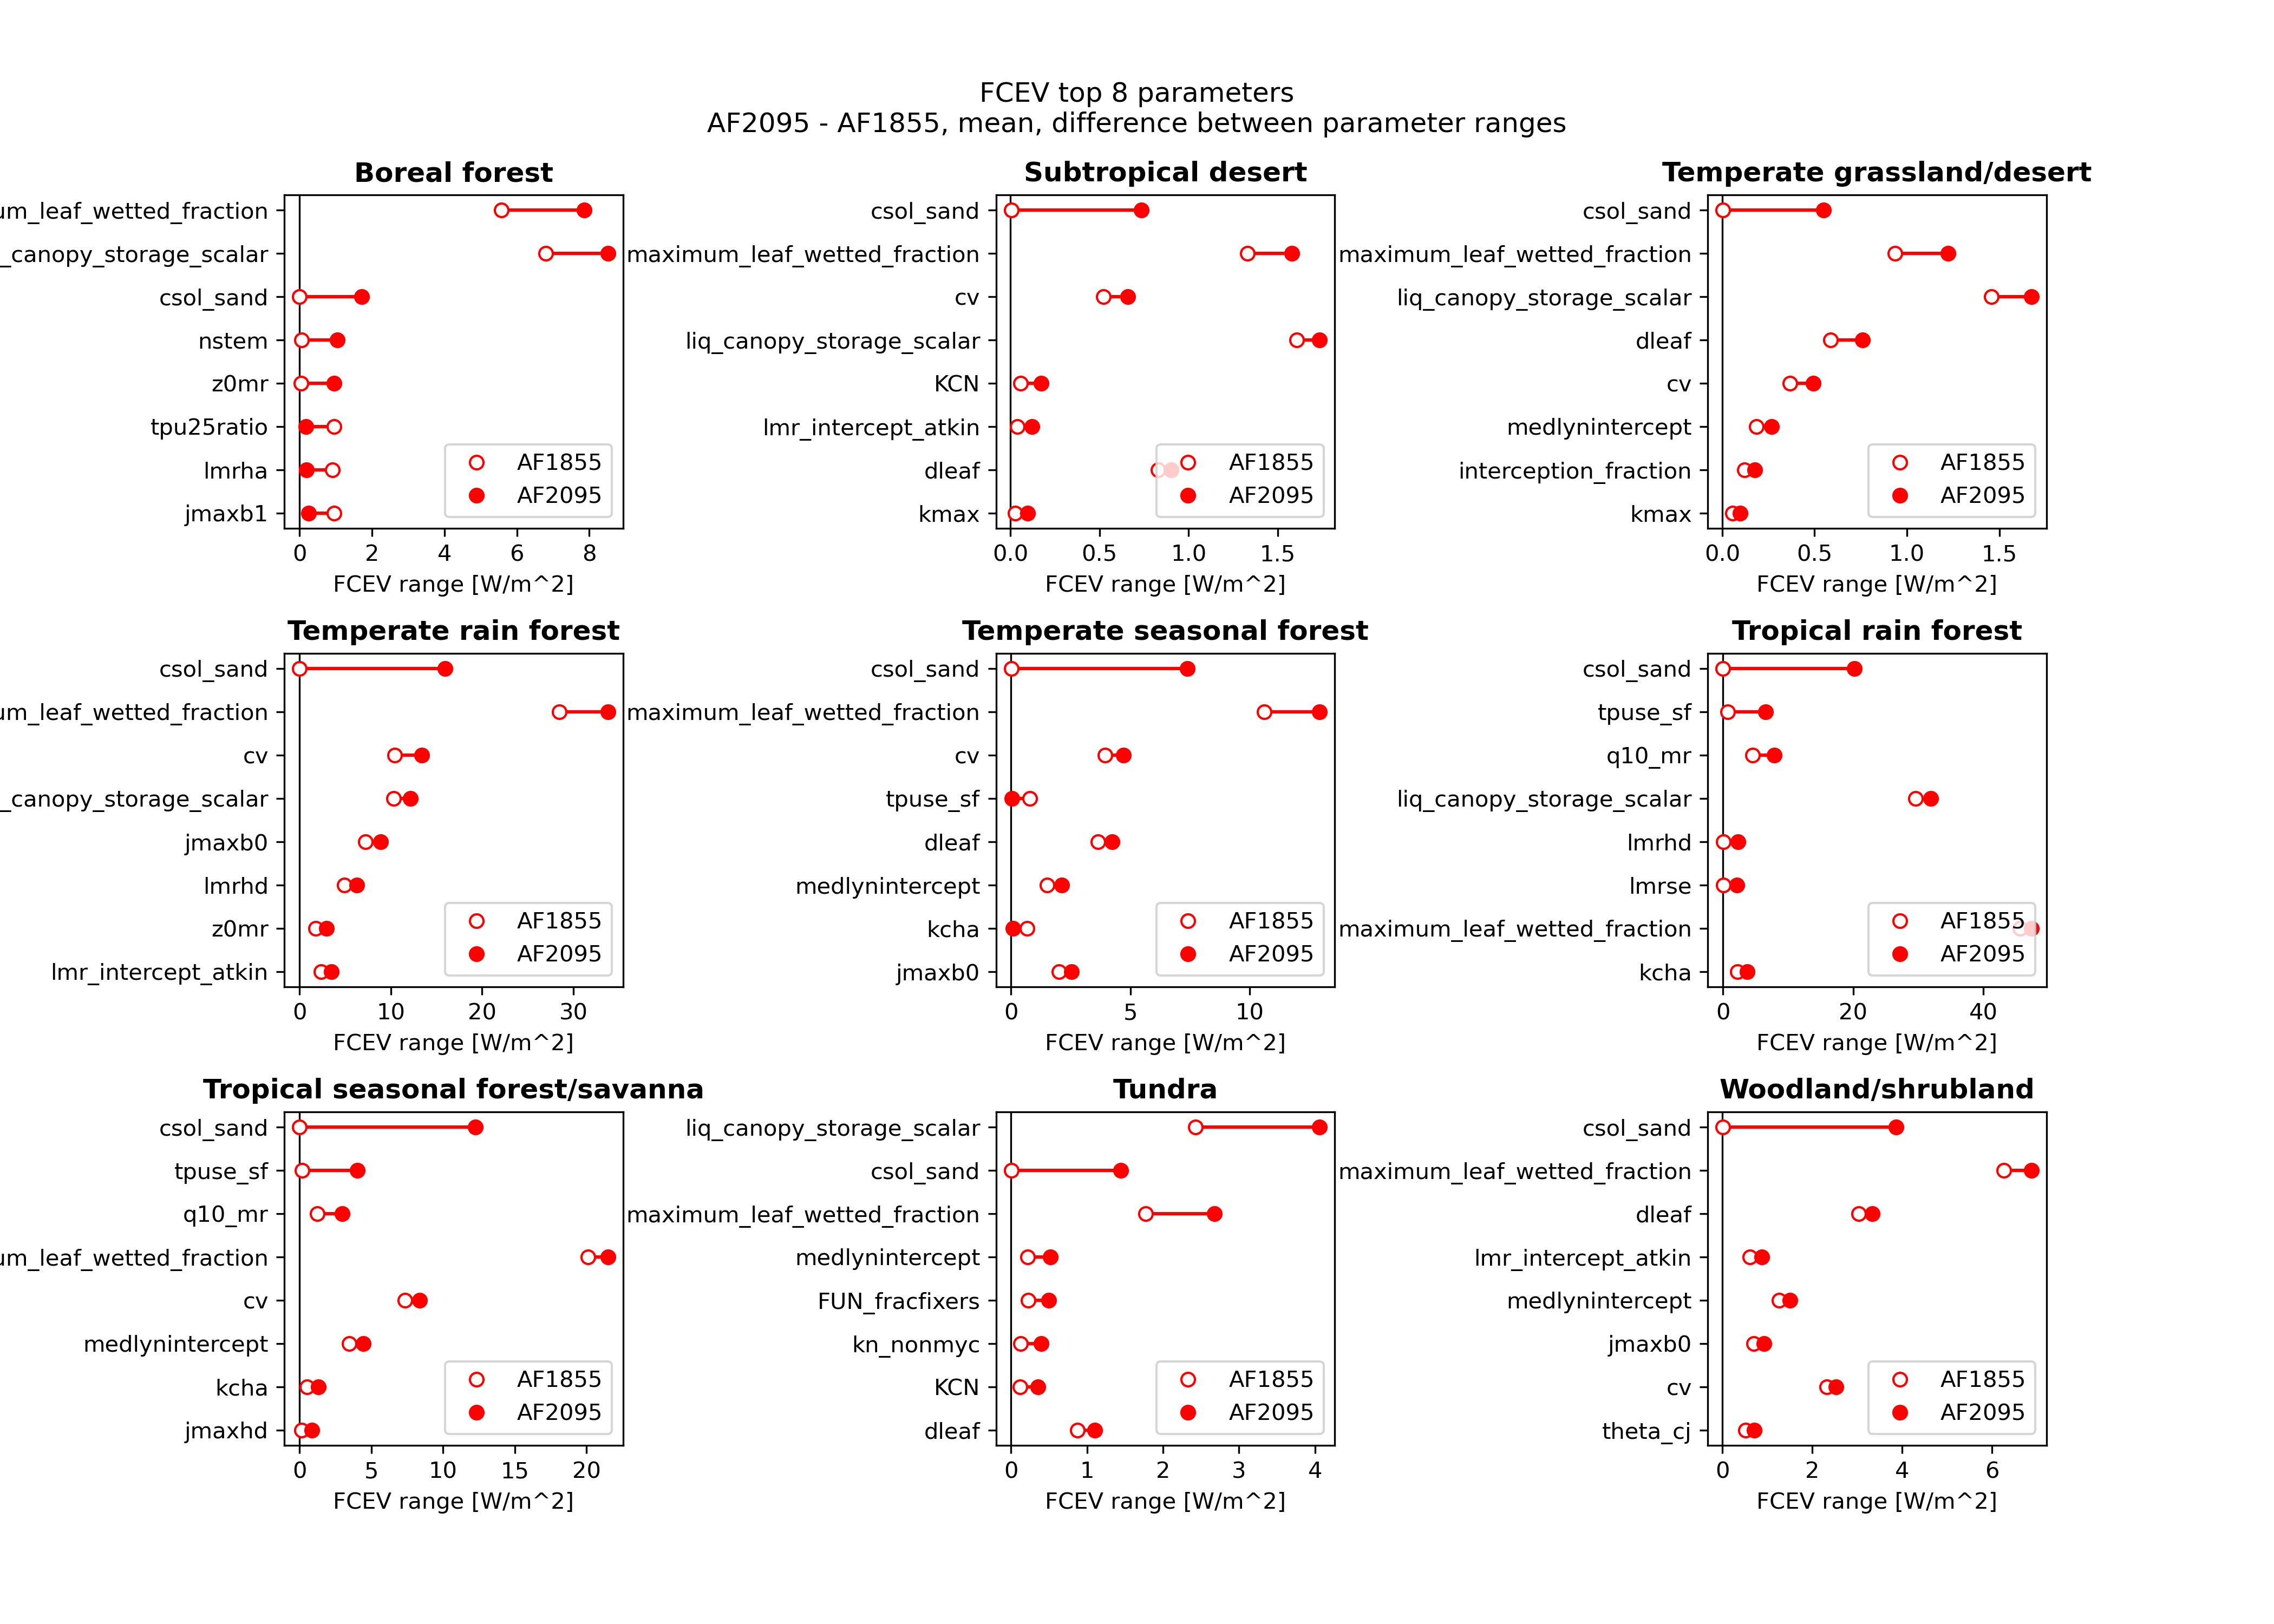 FCEV top 8 parameters
AF2095 - AF1855, mean, difference between parameter ranges
Boreal forest
um_leaf_wetted_fraction
_canopy_storage_scalar
csol_sand
nstem
z0mr
tpu25ratio
lmrha
jmaxb1
AF1855
AF2095
0 2 4 6 8
FCEV range [W/m^2]
Subtropical desert
csol_sand
maximum_leaf_wetted_fraction
cv
liq_canopy_storage_scalar
KCN
lmr_intercept_atkin
dleaf
kmax
AF1855
AF2095
0.0 0.5 1.0 1.5
FCEV range [W/m^2]
Temperate grassland/desert
csol_sand
maximum_leaf_wetted_fraction
liq_canopy_storage_scalar
dleaf
cv
medlynintercept
interception_fraction
kmax
AF1855
AF2095
0.0 0.5 1.0 1.5
FCEV range [W/m^2]
Temperate rain forest
csol_sand
um_leaf_wetted_fraction
cv
_canopy_storage_scalar
jmaxb0
lmrhd
z0mr
lmr_intercept_atkin
AF1855
AF2095
0 10 20 30
FCEV range [W/m^2]
Temperate seasonal forest
csol_sand
maximum_leaf_wetted_fraction
cv
tpuse_sf
dleaf
medlynintercept
kcha
jmaxb0
AF1855
AF2095
0 5 10
FCEV range [W/m^2]
Tropical rain forest
csol_sand
tpuse_sf
q10_mr
liq_canopy_storage_scalar
lmrhd
lmrse
maximum_leaf_wetted_fraction
kcha
AF1855
AF2095
0 20 40
FCEV range [W/m^2]
Tropical seasonal forest/savanna
csol_sand
tpuse_sf
q10_mr
um_leaf_wetted_fraction
cv
medlynintercept
kcha
jmaxhd
AF1855
AF2095
0 5 10 15 20
FCEV range [W/m^2]
Tundra
liq_canopy_storage_scalar
csol_sand
maximum_leaf_wetted_fraction
medlynintercept
FUN_fracfixers
kn_nonmyc
KCN
dleaf
AF1855
AF2095
0 1 2 3 4
FCEV range [W/m^2]
Woodland/shrubland
csol_sand
maximum_leaf_wetted_fraction
dleaf
lmr_intercept_atkin
medlynintercept
jmaxb0
cv
theta_cj
AF1855
AF2095
0 2 4 6
FCEV range [W/m^2]